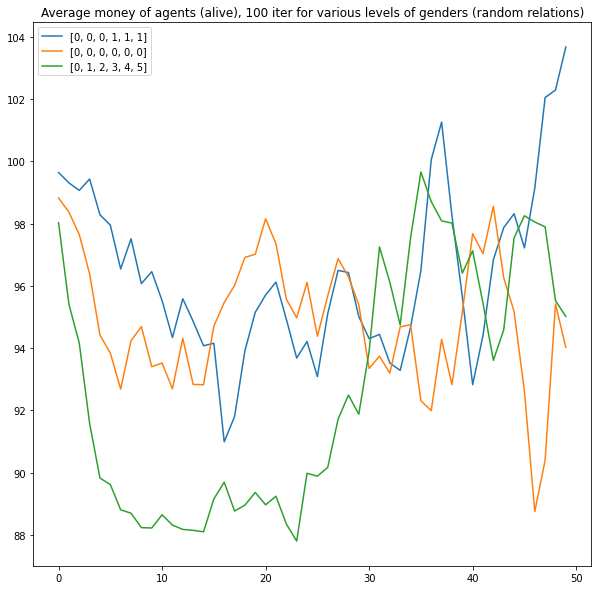 Average money of agents (alive), 100 iter for various levels of genders (random relations)
[0, 0, 0, 1, 1, 1]
[0, 0, 0, 0, 0, 0]
[0, 1, 2, 3, 4, 5]
104
102
100
98
96
94
92
90
88
0 10 20 30 40 50